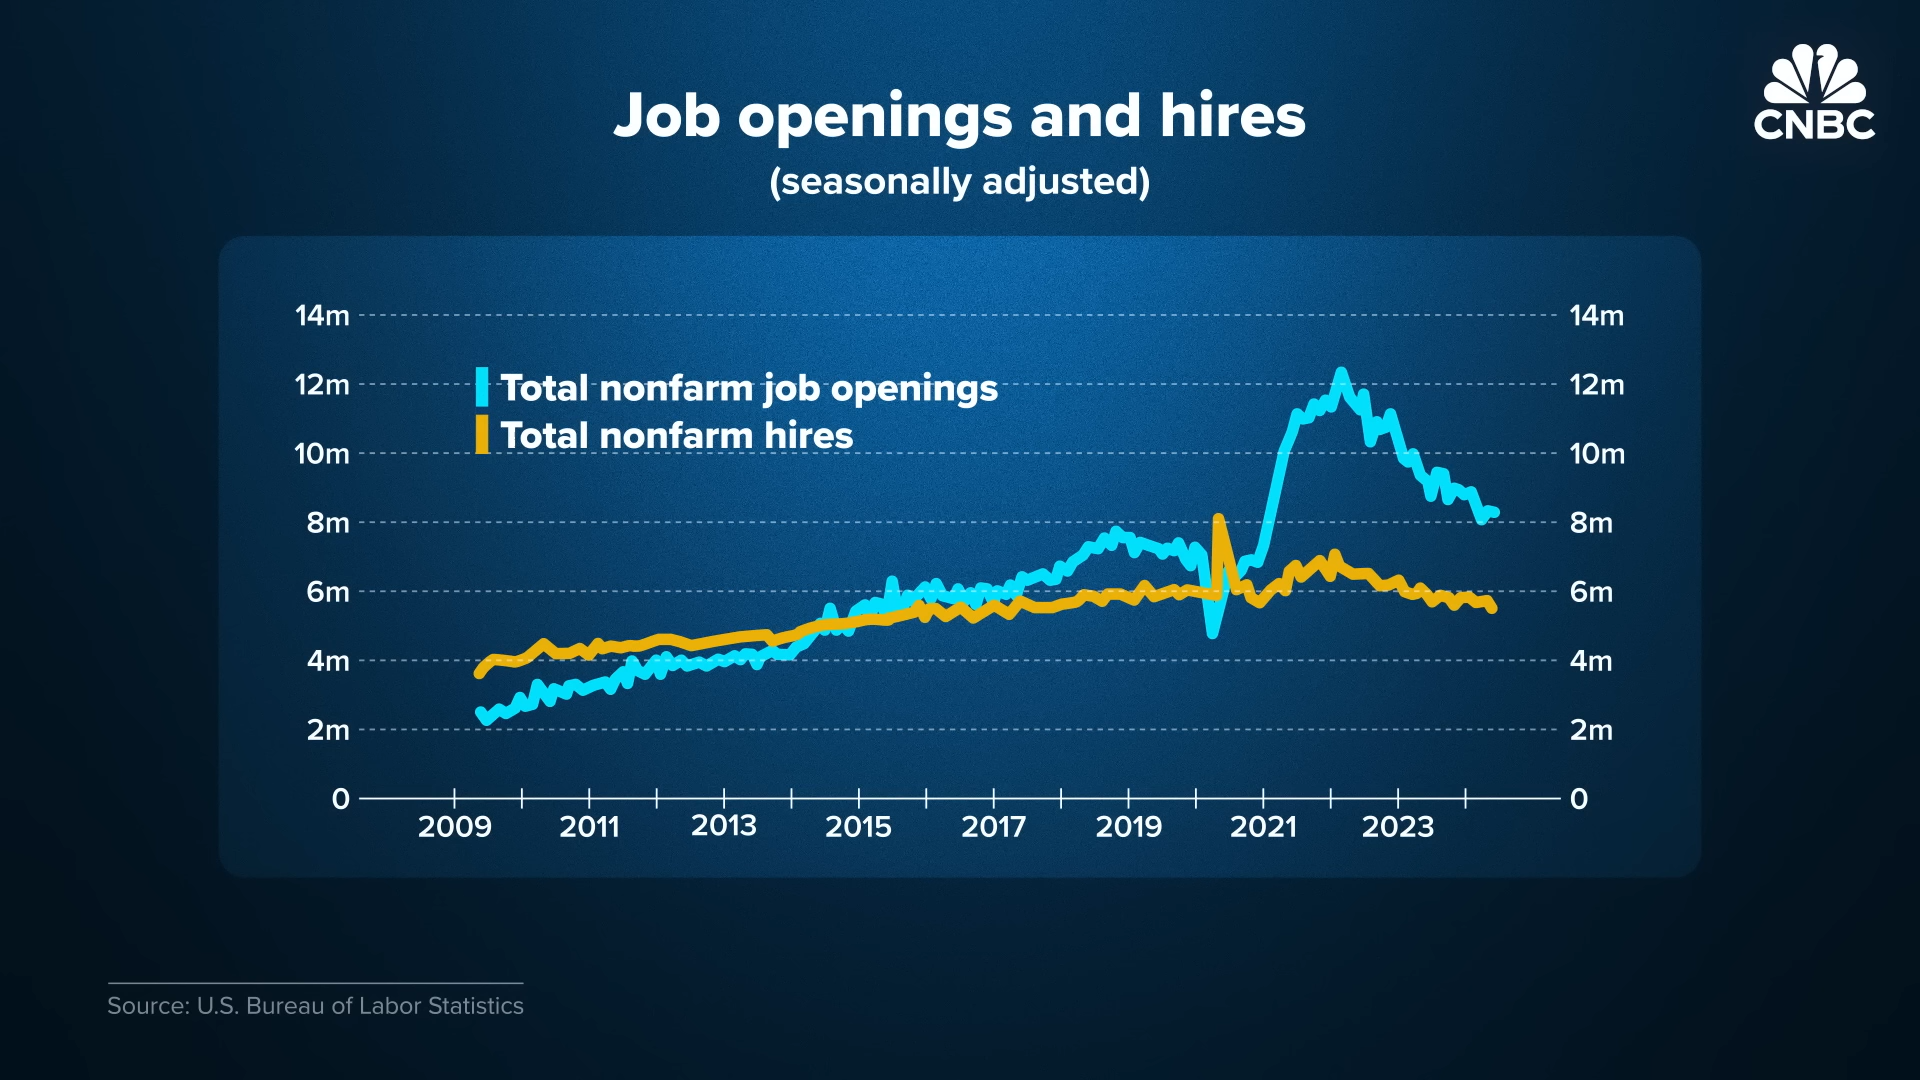 CNBC
Job openings and hires
(seasonally adjusted)
14m 14m
12m 12m
Total nonfarm job openings
Total nonfarm hires
10m 10m
8m 8m
6m 6m
4m 4m
2m 2m
0 0
2009 2011 2013 2015 2017 2019 2021 2023
Source: U.S. Bureau of Labor Statistics